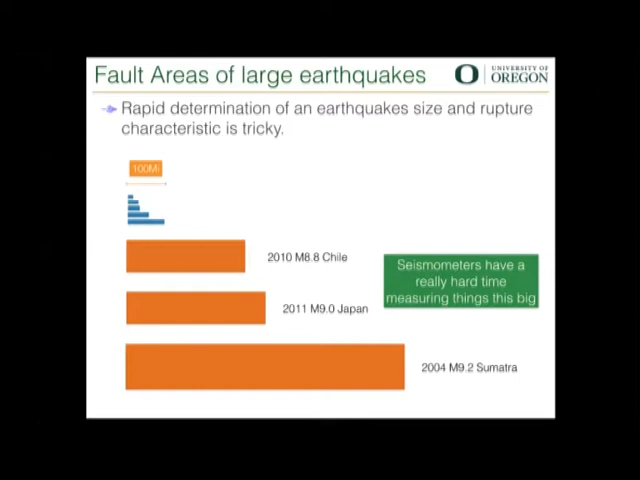 Fault Areas of large earthquakes
O
UNIVERSITY OF
OREGON
Rapid determination of an earthquakes size and rupture
characteristic is tricky.
100Mi
2010 M8.8 Chile
Seismometers have a
really hard time
measuring things this big
2011 M9.0 Japan
2004 M9.2 Sumatra